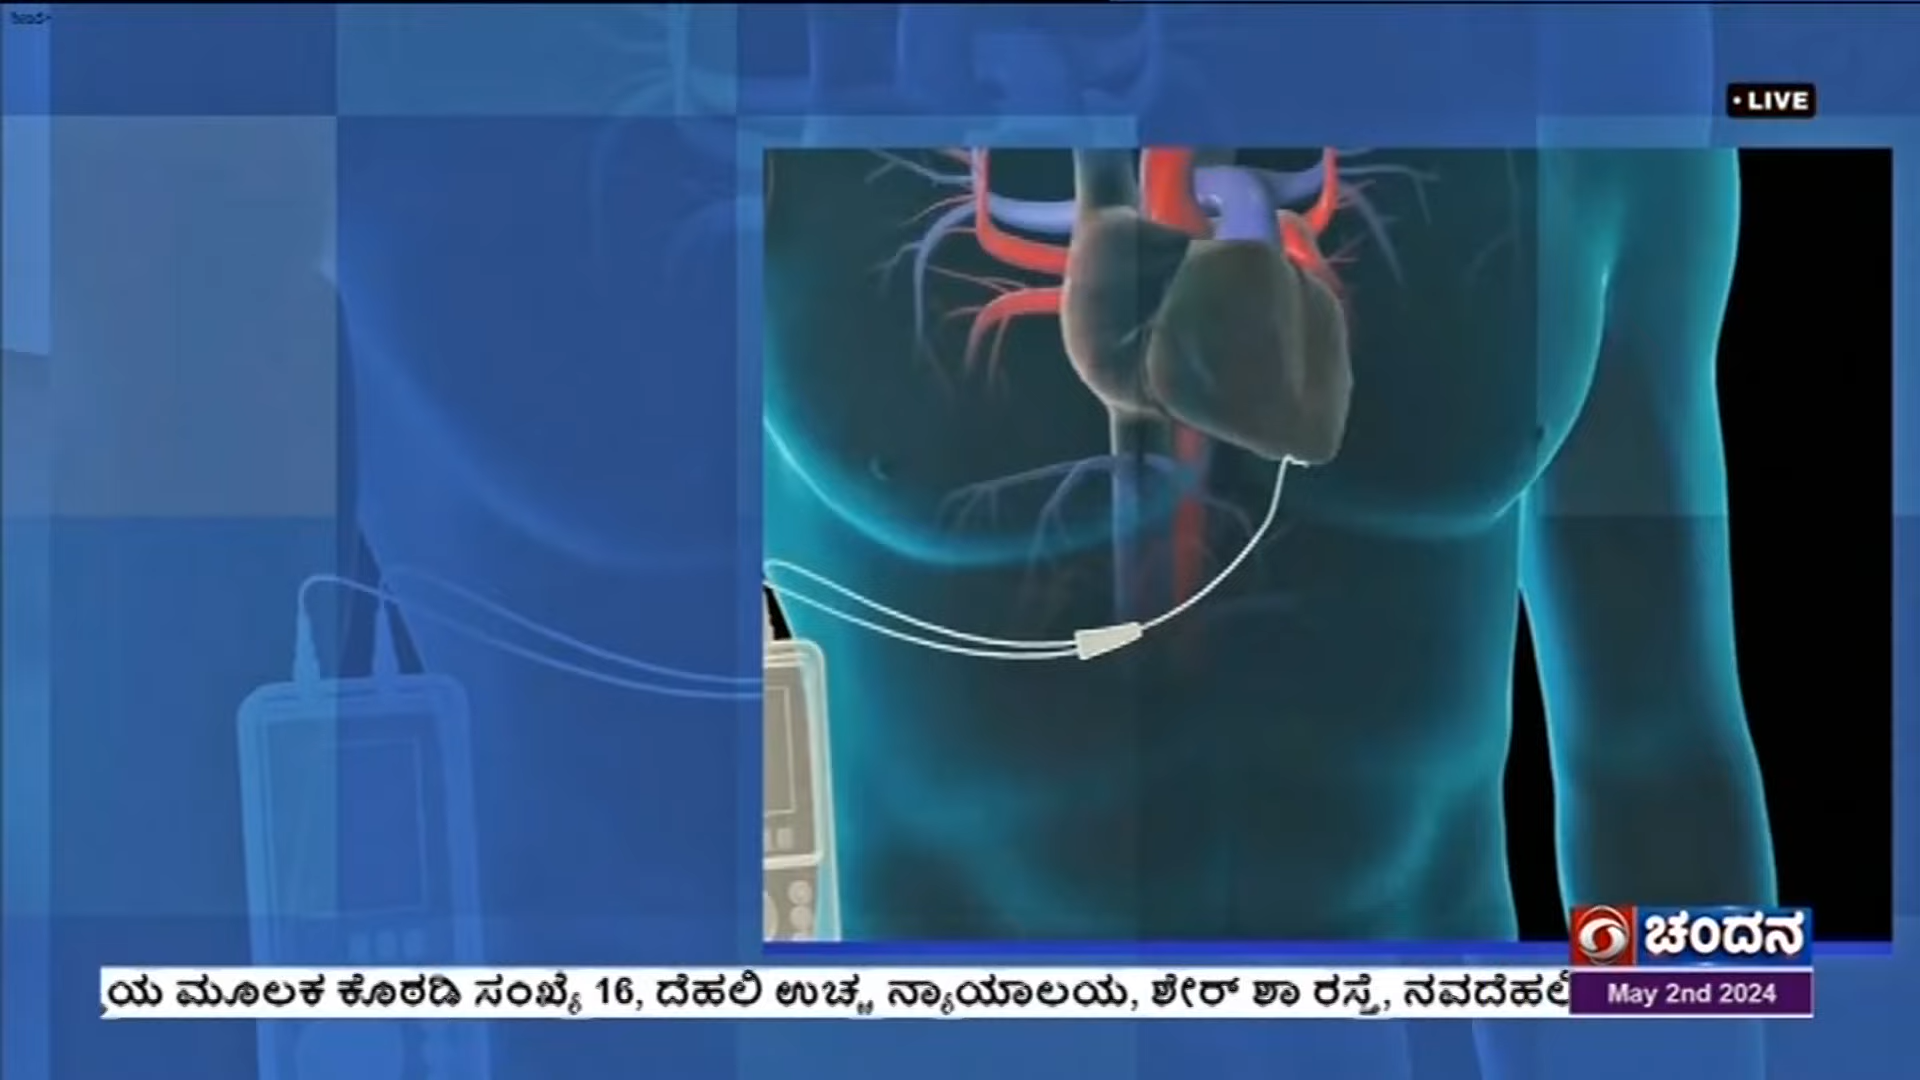 • LIVE
ಚಂದನ
ಯ ಮೂಲಕ ಕೊಠಡಿ ಸಂಖ್ಯೆ 16, ದೆಹಲಿ ಉಚ್ಚ ನ್ಯಾಯಾಲಯ, ಶೇರ್ ಶಾ ರಸ್ತೆ, ನವದೆಹಲಿ
May 2nd 2024